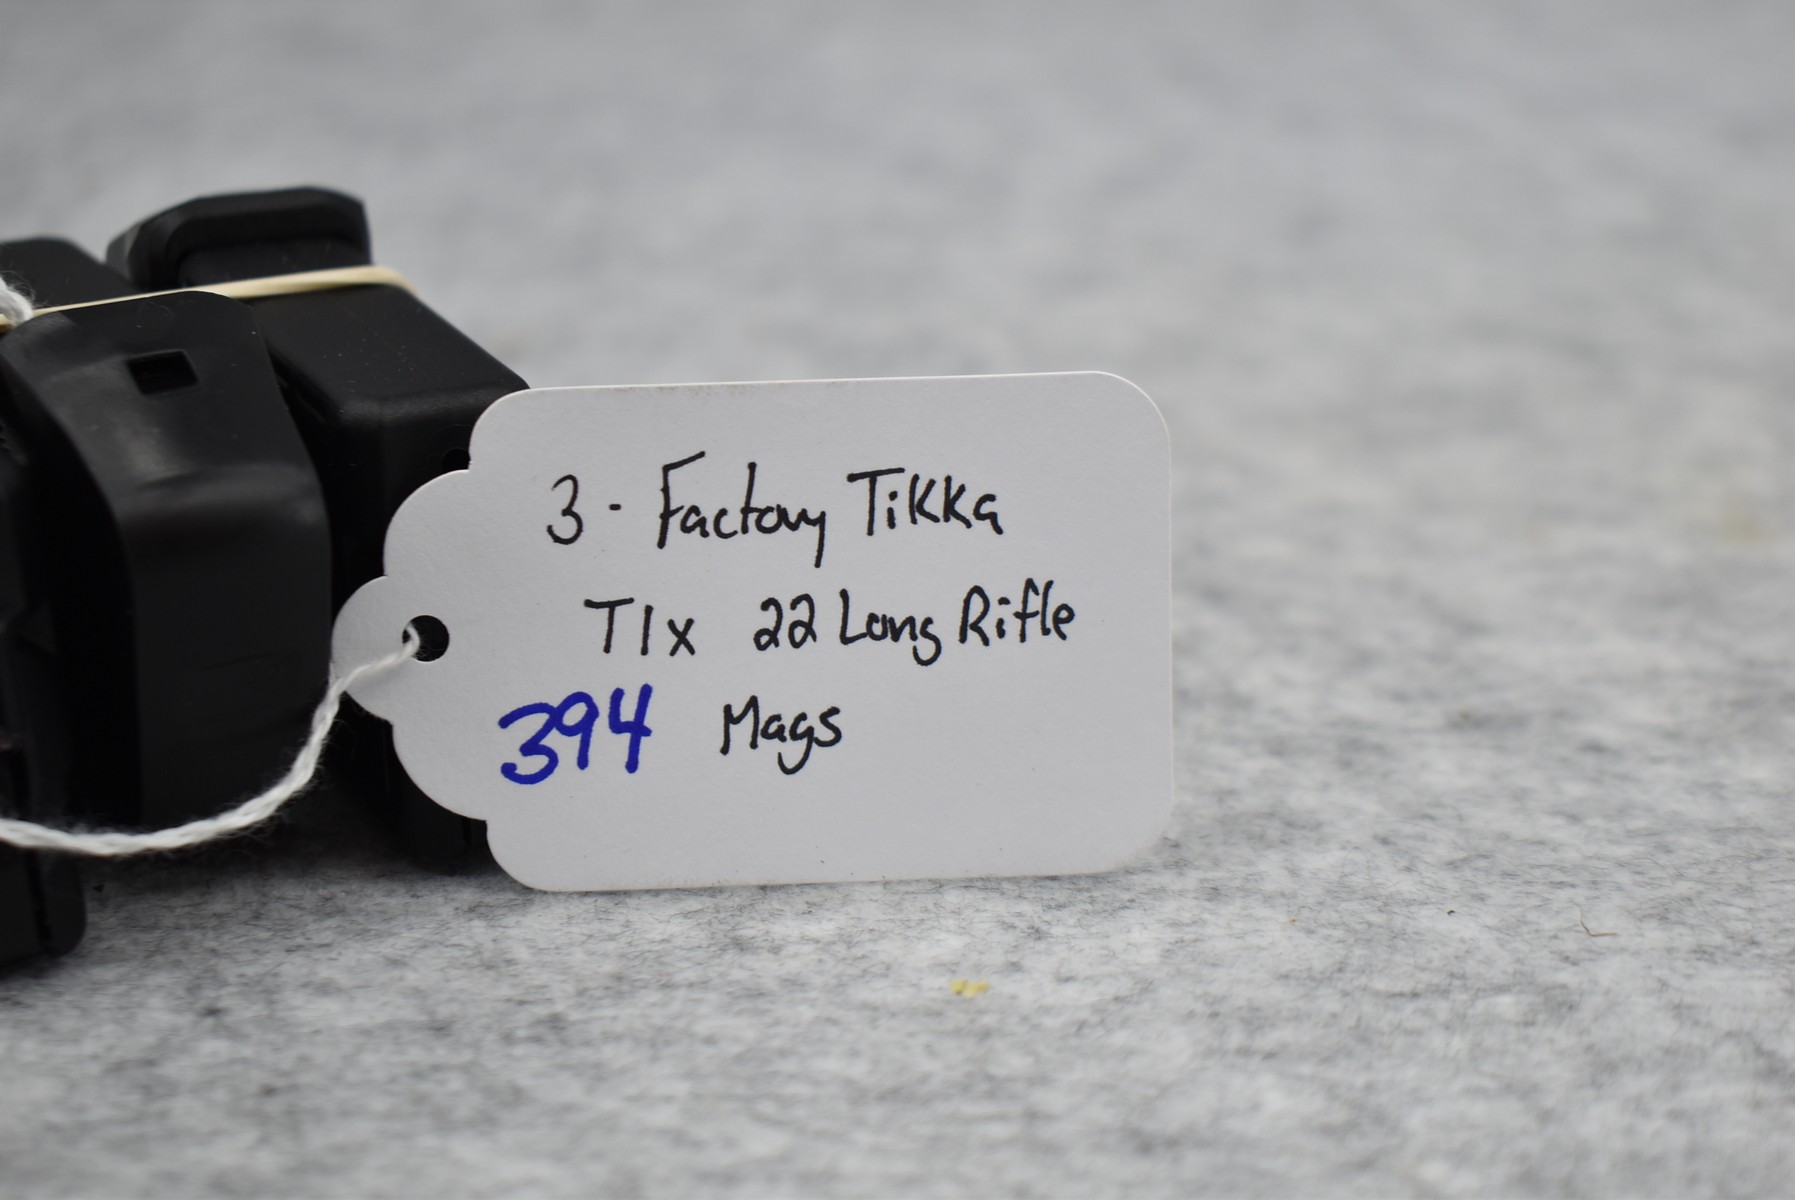 3 - Factory Tikka
T1x 22 Long Rifle
394 Mags